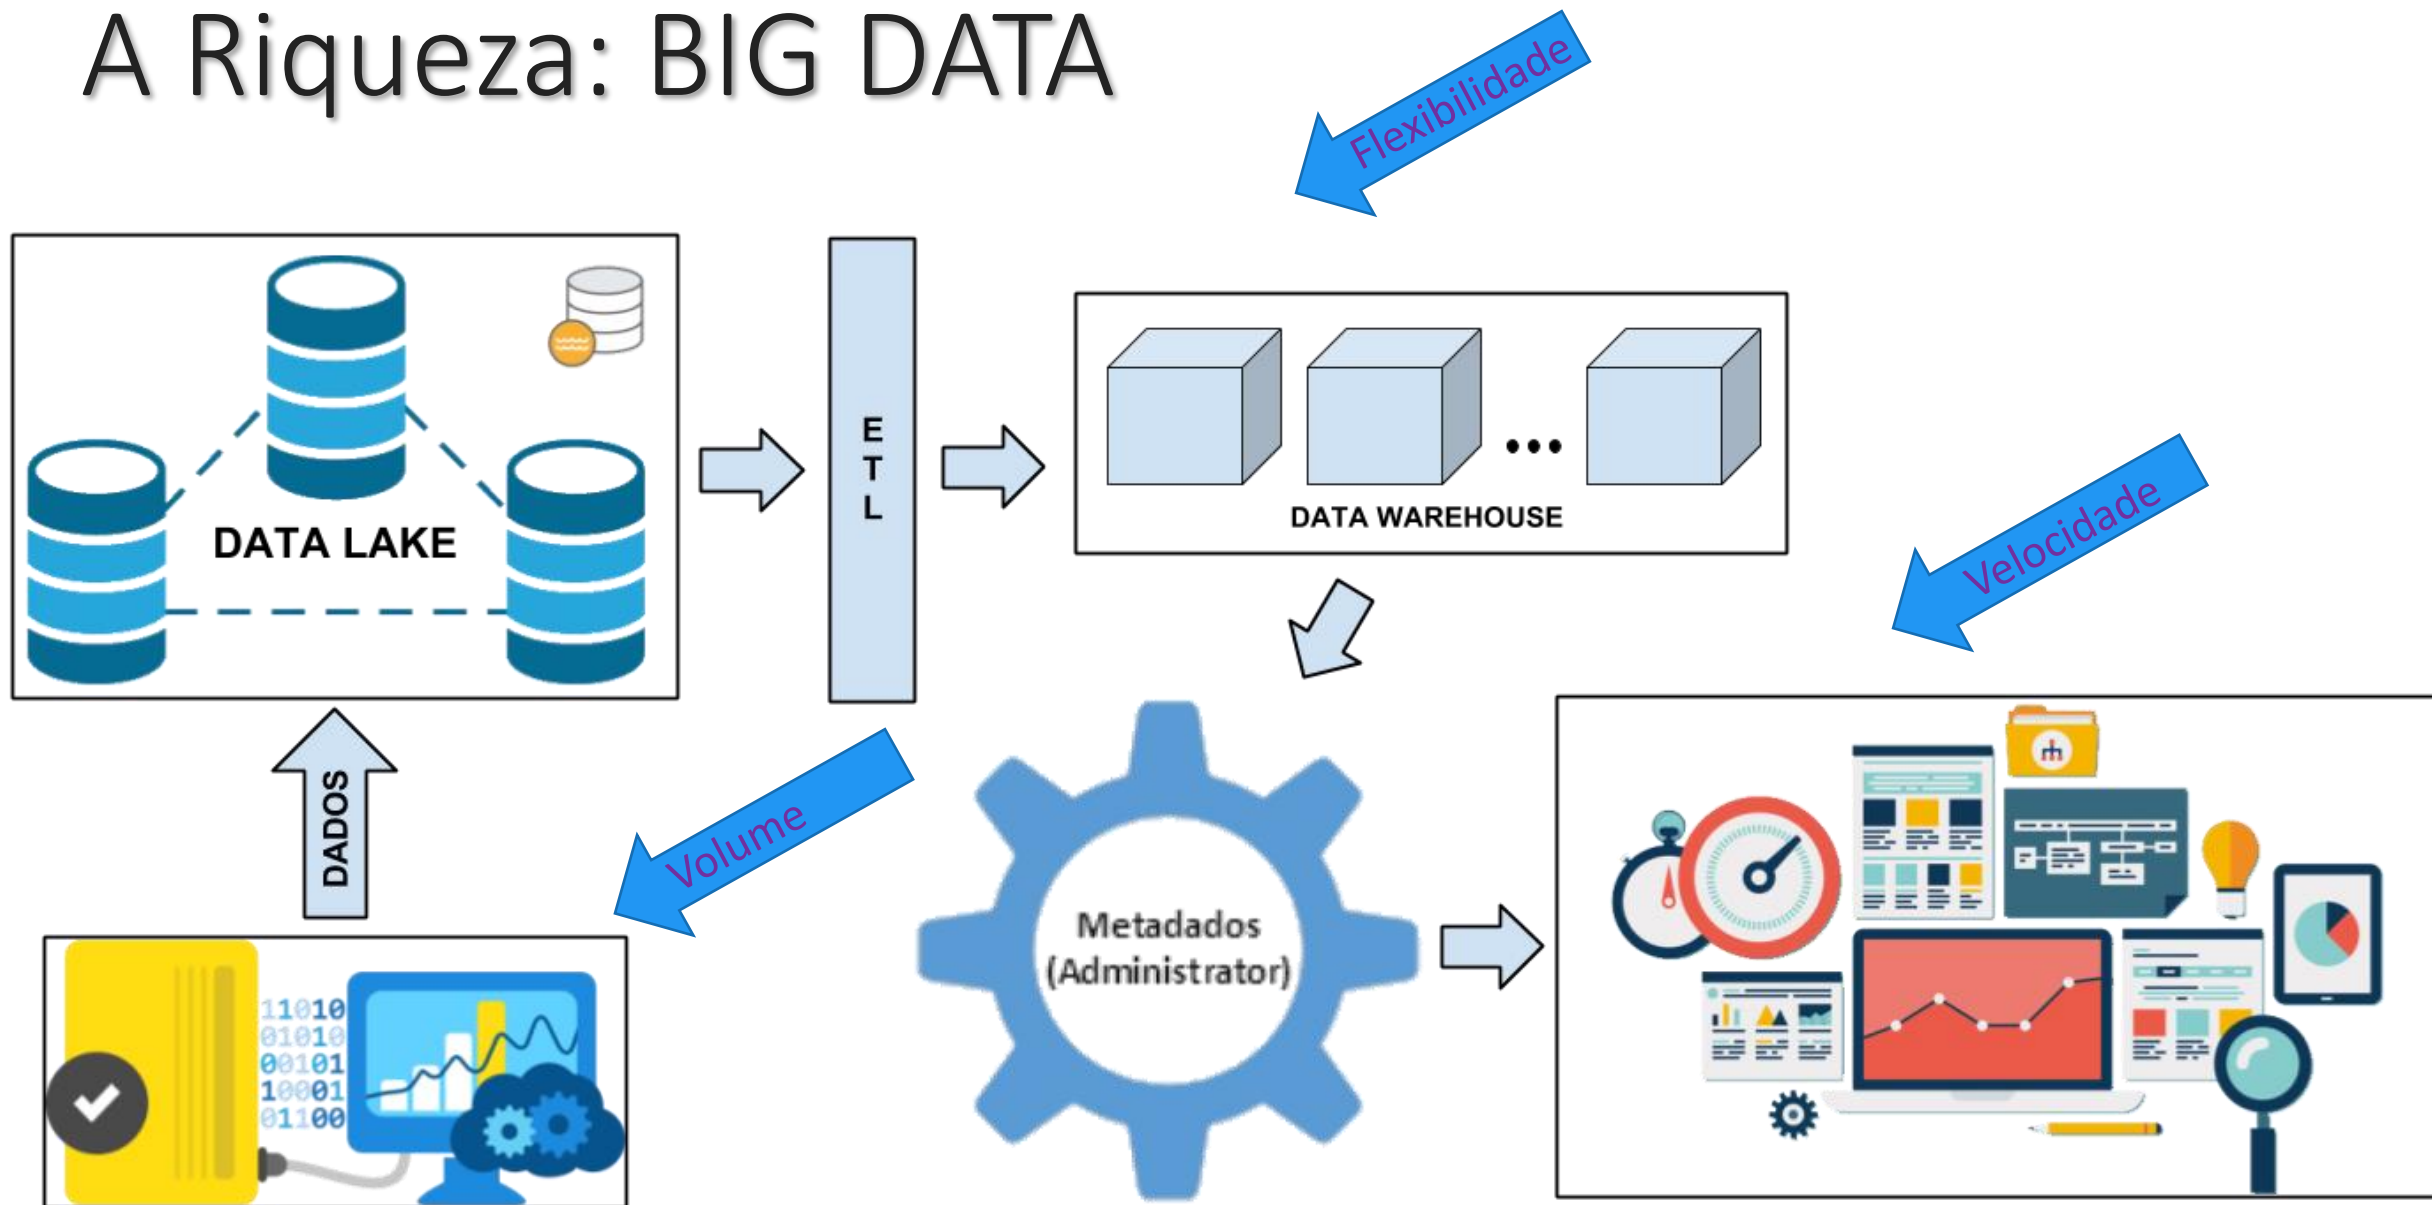 A Riqueza: BIG DATA
Flexibilidade
DATA LAKE
E
T
L
DATA WAREHOUSE
Velocidade
DADOS
Volume
Metadados
(Administrator)
11010
01010
00101
10001
01100